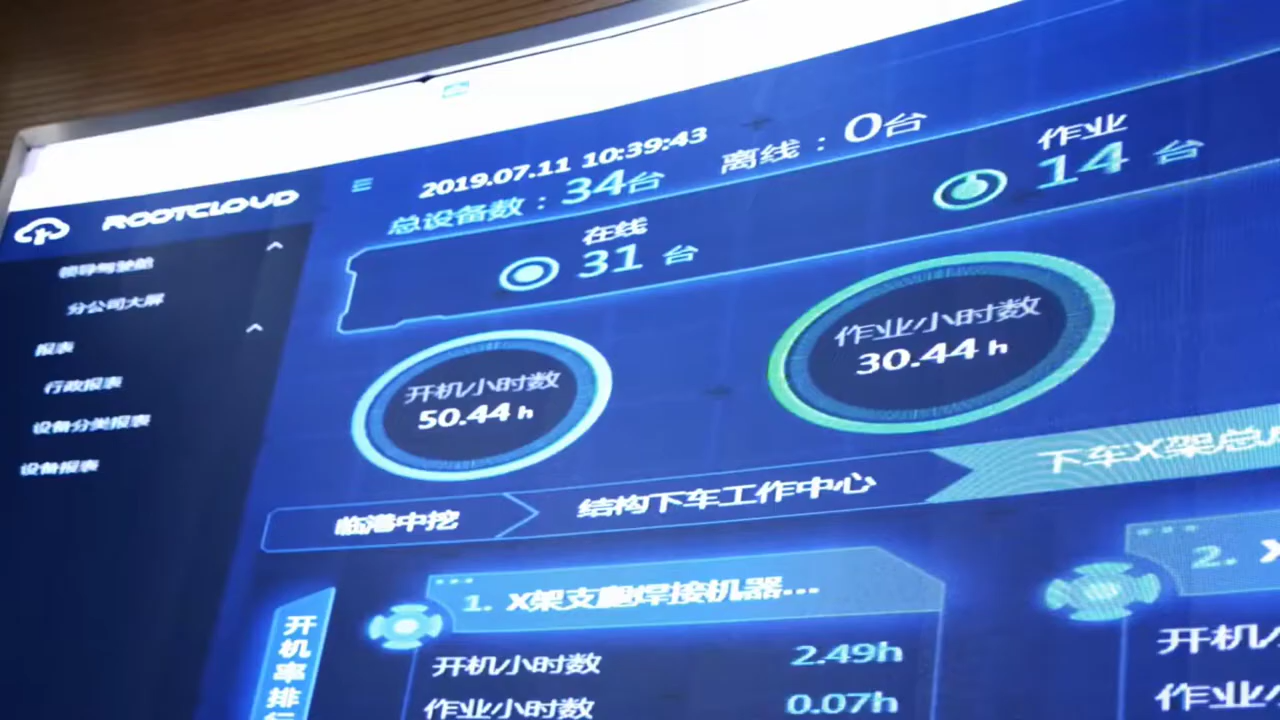 2019.07.11 10:39:43
ROOTCLOUD
总设备数：34台
离线：0台
在线
31 台
作业
14 台
领导驾驶舱
分公司大屏
报表
行政报表
设备分类报表
设备报表
开机小时数
50.44 h
作业小时数
30.44 h
临港中挖
结构下车工作中心
下车X架总
开机率排行
1. X架支腿焊接机器...
开机小时数 2.49h
作业小时数 0.07h
2. X
开机小
作业小